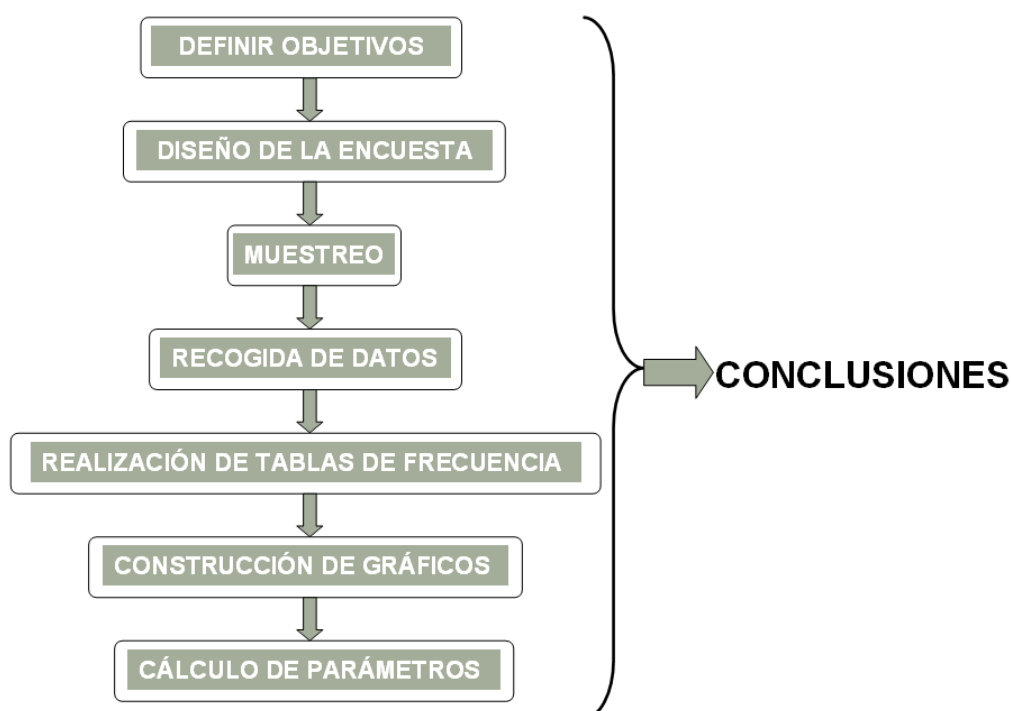 DEFINIR OBJETIVOS
DISEÑO DE LA ENCUESTA
MUESTREO
RECOGIDA DE DATOS
REALIZACIÓN DE TABLAS DE FRECUENCIA
CONSTRUCCIÓN DE GRÁFICOS
CÁLCULO DE PARÁMETROS
CONCLUSIONES